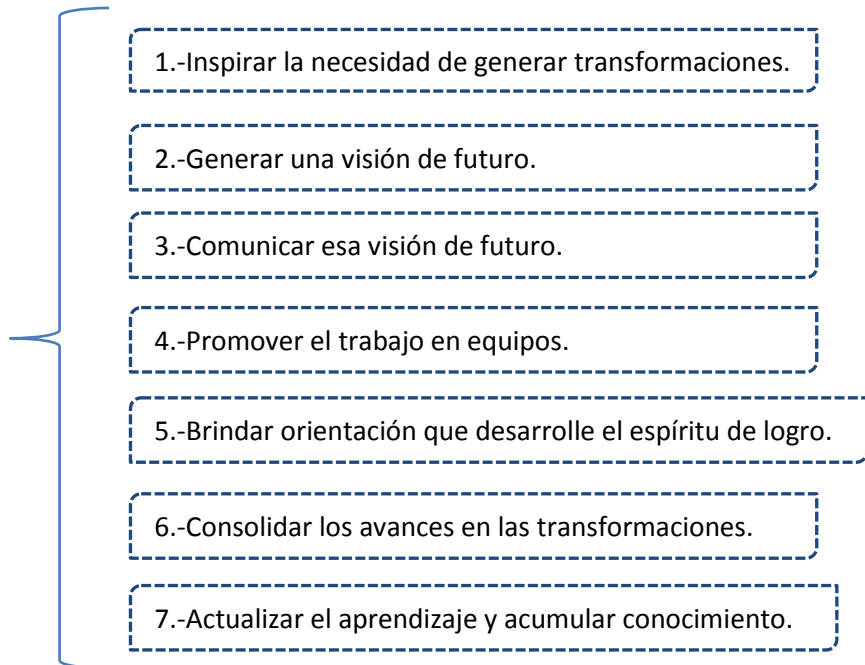 1.-Inspirar la necesidad de generar transformaciones.
2.-Generar una visión de futuro.
3.-Comunicar esa visión de futuro.
4.-Promover el trabajo en equipos.
5.-Brindar orientación que desarrolle el espíritu de logro.
6.-Consolidar los avances en las transformaciones.
7.-Actualizar el aprendizaje y acumular conocimiento.